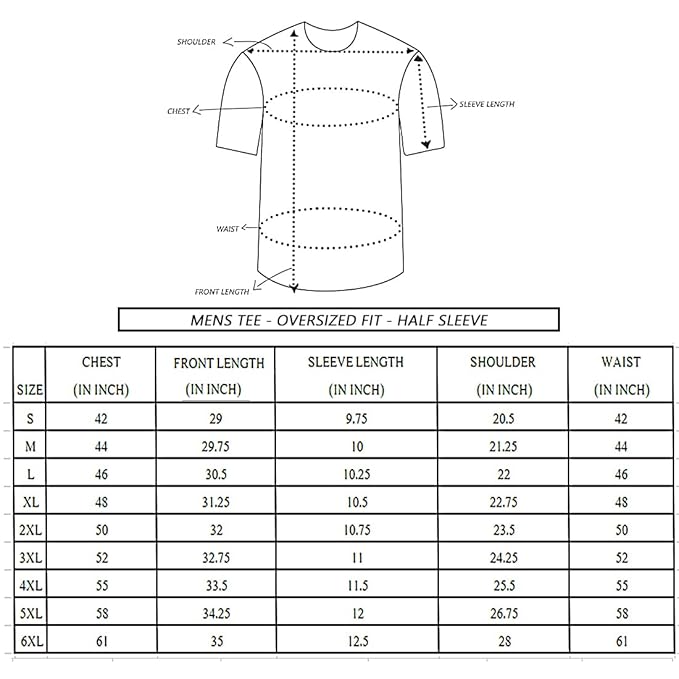 SHOULDER
CHEST
SLEEVE LENGTH
WAIST
FRONT LENGTH
MENS TEE - OVERSIZED FIT - HALF SLEEVE
SIZE CHEST (IN INCH) FRONT LENGTH (IN INCH) SLEEVE LENGTH (IN INCH) SHOULDER (IN INCH) WAIST (IN INCH)
S 42 29 9.75 20.5 42
M 44 29.75 10 21.25 44
L 46 30.5 10.25 22 46
XL 48 31.25 10.5 22.75 48
2XL 50 32 10.75 23.5 50
3XL 52 32.75 11 24.25 52
4XL 55 33.5 11.5 25.5 55
5XL 58 34.25 12 26.75 58
6XL 61 35 12.5 28 61